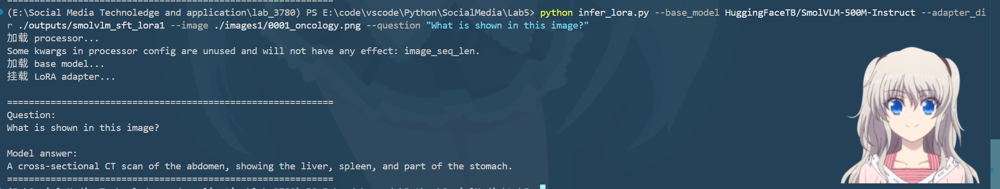 ============================================================
(E:\Social Media Technoledge and application\lab_3780) PS E:\code\vscode\Python\SocialMedia\Lab5> python infer_lora.py --base_model HuggingFaceTB/SmolVLM-500M-Instruct --adapter_di
r ./outputs/smolvlm_sft_lora1 --image ./images1/0001_oncology.png --question "What is shown in this image?"
加载 processor...
Some kwargs in processor config are unused and will not have any effect: image_seq_len.
加载 base model...
挂载 LoRA adapter...
============================================================
Question:
What is shown in this image?
Model answer:
A cross-sectional CT scan of the abdomen, showing the liver, spleen, and part of the stomach.
============================================================